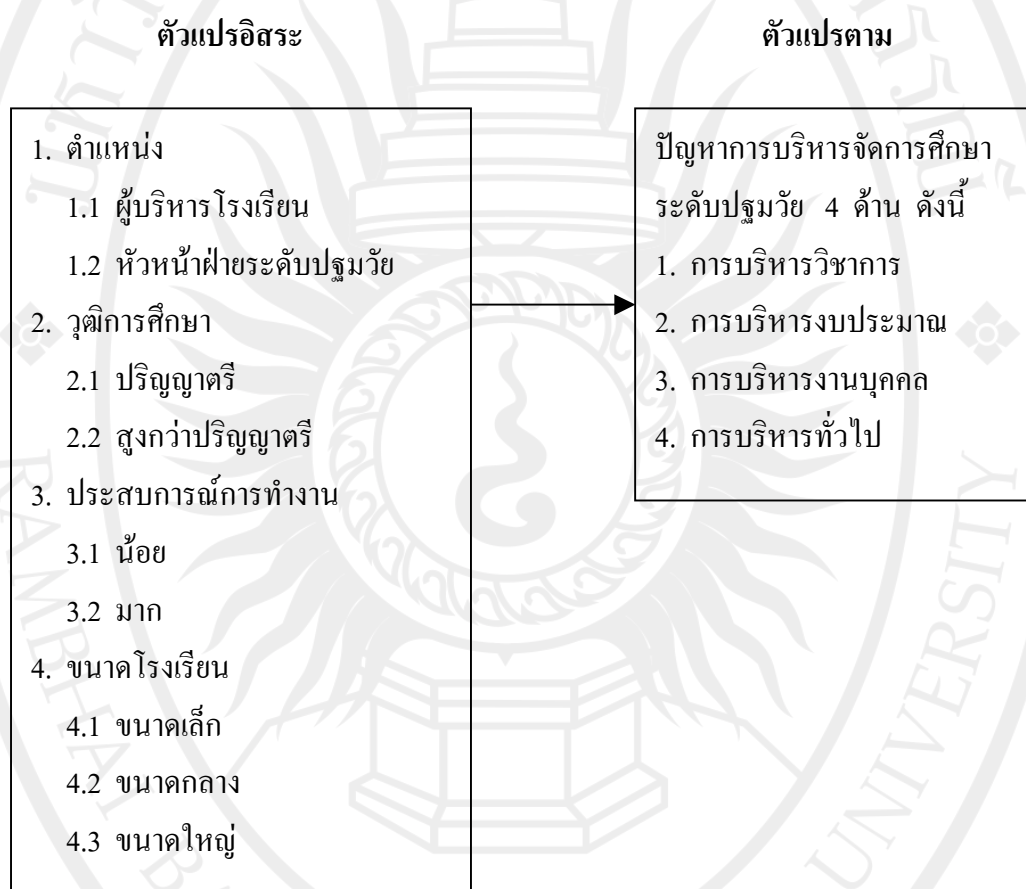 ตัวแปรอิสระ
1. ตำแหน่ง
1.1 ผู้บริหารโรงเรียน
1.2 หัวหน้าฝ่ายระดับปฐมวัย
2. วุฒิการศึกษา
2.1 ปริญญาตรี
2.2 สูงกว่าปริญญาตรี
3. ประสบการณ์การทำงาน
3.1 น้อย
3.2 มาก
4. ขนาดโรงเรียน
4.1 ขนาดเล็ก
4.2 ขนาดกลาง
4.3 ขนาดใหญ่
ตัวแปรตาม
ปัญหาการบริหารจัดการศึกษา
ระดับปฐมวัย 4 ด้าน ดังนี้
1. การบริหารวิชาการ
2. การบริหารงบประมาณ
3. การบริหารงานบุคคล
4. การบริหารทั่วไป
UNIVERSITY